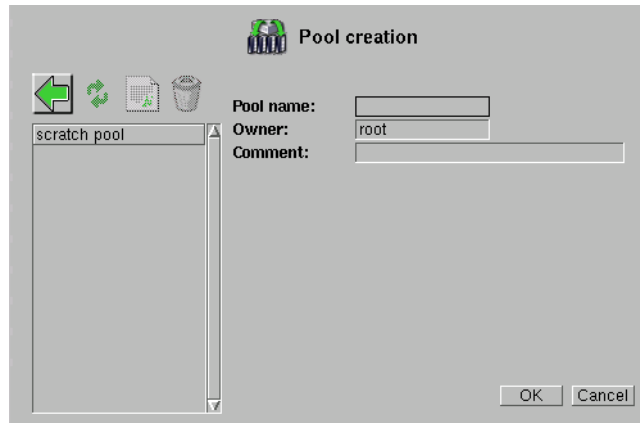 Pool creation
scratch pool
Pool name:
Owner: root
Comment:
OK Cancel